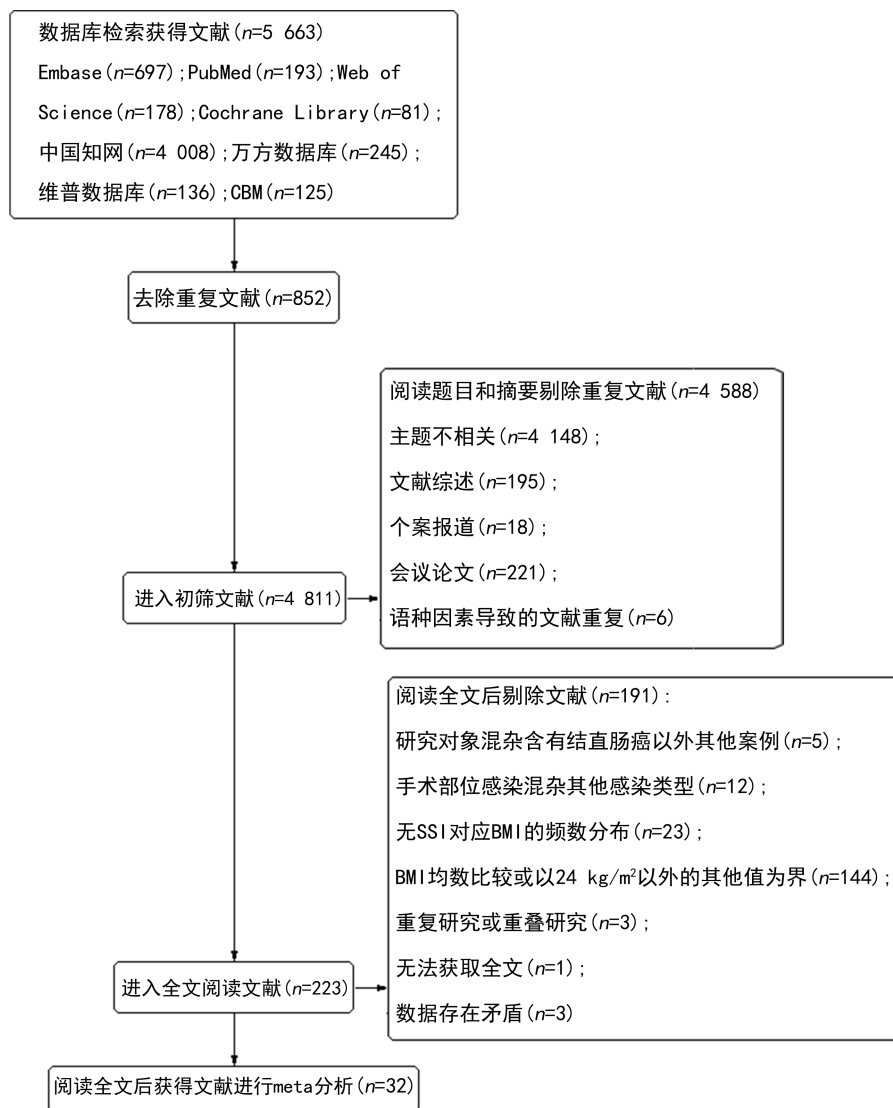 数据库检索获得文献(n=5 663)
Embase(n=697);PubMed(n=193);Web of
Science(n=178);Cochrane Library(n=81);
中国知网(n=4 008);万方数据库(n=245);
维普数据库(n=136);CBM(n=125)
去除重复文献(n=852)
阅读题目和摘要剔除重复文献(n=4 588)
主题不相关(n=4 148);
文献综述(n=195);
个案报道(n=18);
会议论文(n=221);
语种因素导致的文献重复(n=6)
进入初筛文献(n=4 811)
阅读全文后剔除文献(n=191):
研究对象混杂含有结直肠癌以外其他案例(n=5);
手术部位感染混杂其他感染类型(n=12);
无SSI对应BMI的频数分布(n=23);
BMI均数比较或以24 kg/m²以外的其他值为界(n=144);
重复研究或重叠研究(n=3);
无法获取全文(n=1);
数据存在矛盾(n=3)
进入全文阅读文献(n=223)
阅读全文后获得文献进行meta分析(n=32)